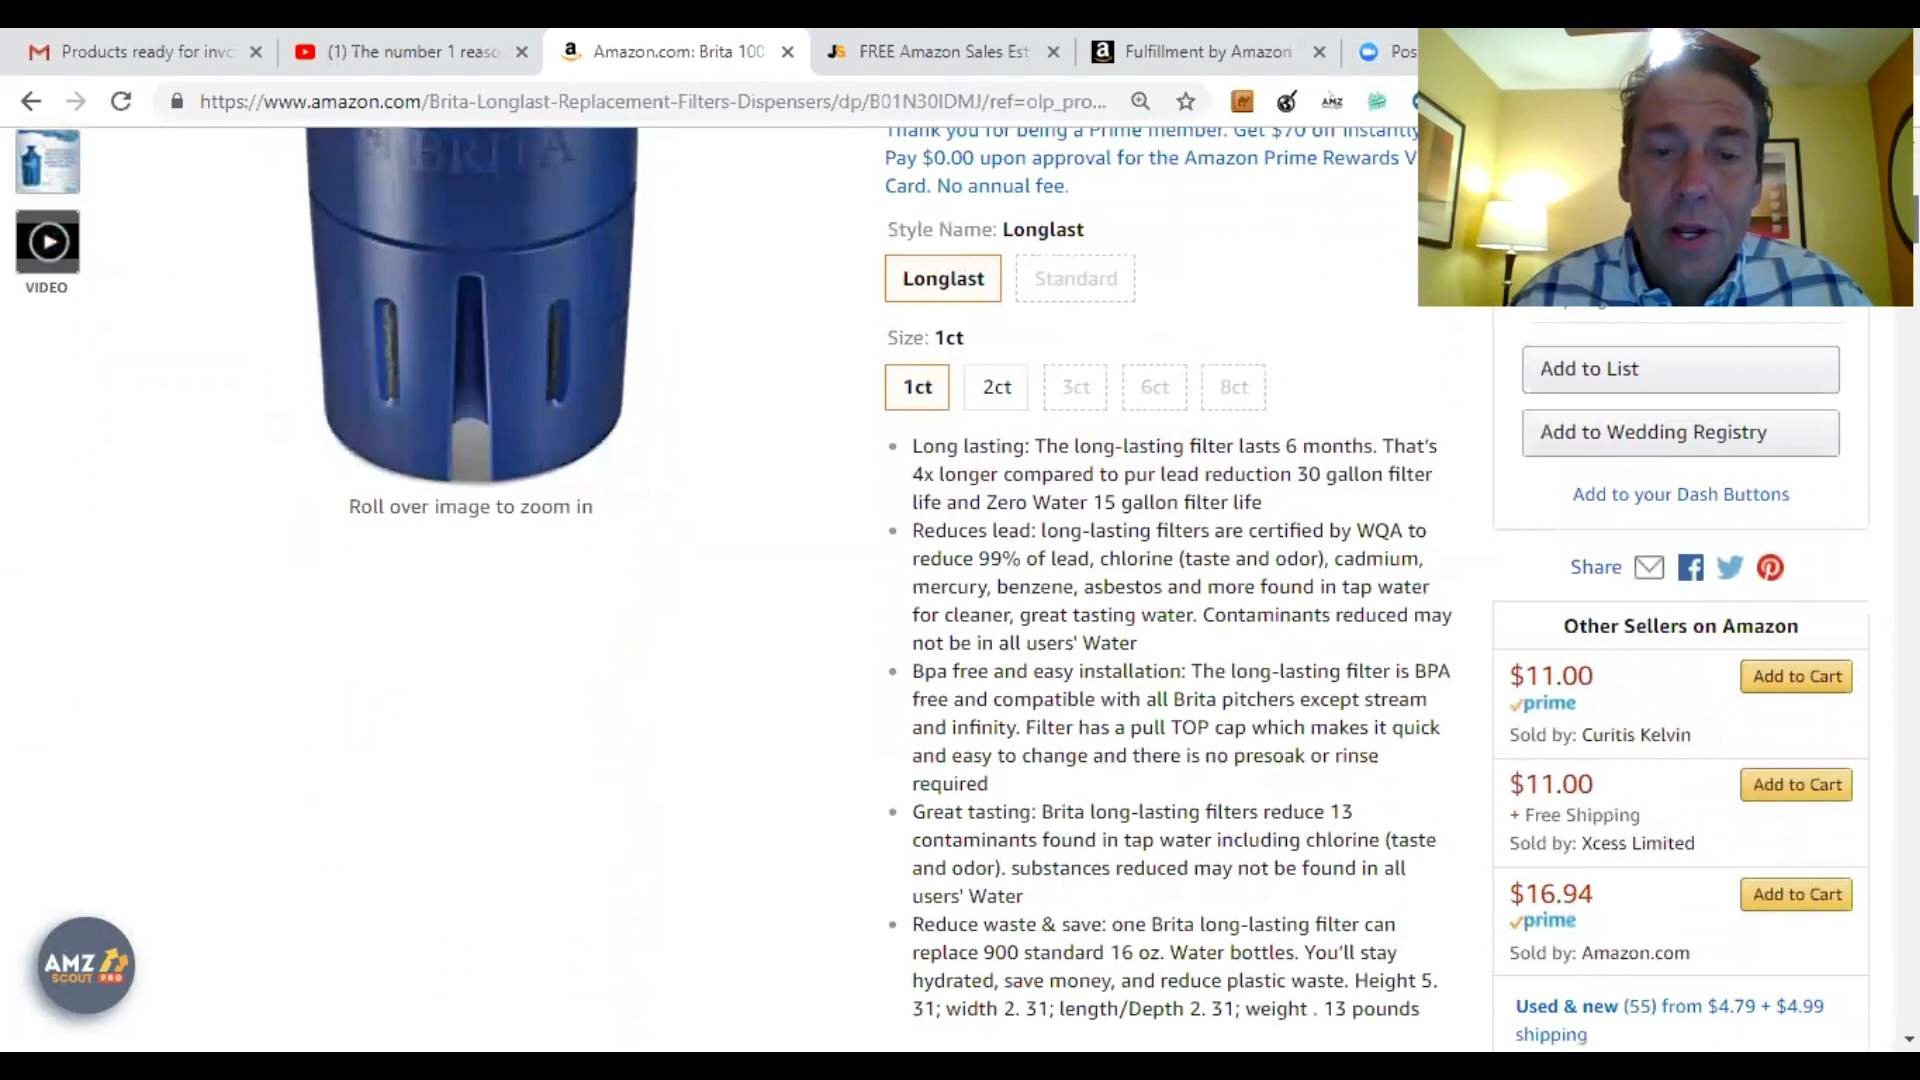 Products ready for invc
(1) The number 1 reaso
Amazon.com: Brita 100
FREE Amazon Sales Est
Fulfillment by Amazon
Pos
https://www.amazon.com/Brita-Longlast-Replacement-Filters-Dispensers/dp/B01N30IDMJ/ref=olp_pro...
BRITA
VIDEO
Roll over image to zoom in
Thank you for being a Prime member. Get $70 off instantly
Pay $0.00 upon approval for the Amazon Prime Rewards V
Card. No annual fee.
Style Name: Longlast
Longlast
Standard
Size: 1ct
1ct
2ct
3ct
6ct
8ct
Long lasting: The long-lasting filter lasts 6 months. That's
4x longer compared to pur lead reduction 30 gallon filter
life and Zero Water 15 gallon filter life
Reduces lead: long-lasting filters are certified by WQA to
reduce 99% of lead, chlorine (taste and odor), cadmium,
mercury, benzene, asbestos and more found in tap water
for cleaner, great tasting water. Contaminants reduced may
not be in all users' Water
Bpa free and easy installation: The long-lasting filter is BPA
free and compatible with all Brita pitchers except stream
and infinity. Filter has a pull TOP cap which makes it quick
and easy to change and there is no presoak or rinse
required
Great tasting: Brita long-lasting filters reduce 13
contaminants found in tap water including chlorine (taste
and odor). substances reduced may not be found in all
users' Water
Reduce waste & save: one Brita long-lasting filter can
replace 900 standard 16 oz. Water bottles. You'll stay
hydrated, save money, and reduce plastic waste. Height 5.
31; width 2. 31; length/Depth 2. 31; weight . 13 pounds
Add to List
Add to Wedding Registry
Add to your Dash Buttons
Share
Other Sellers on Amazon
$11.00
Add to Cart
prime
Sold by: Curitis Kelvin
$11.00
Add to Cart
+ Free Shipping
Sold by: Xcess Limited
$16.94
Add to Cart
prime
Sold by: Amazon.com
Used & new (55) from $4.79 + $4.99
shipping
AMZ
SCOUT PRO